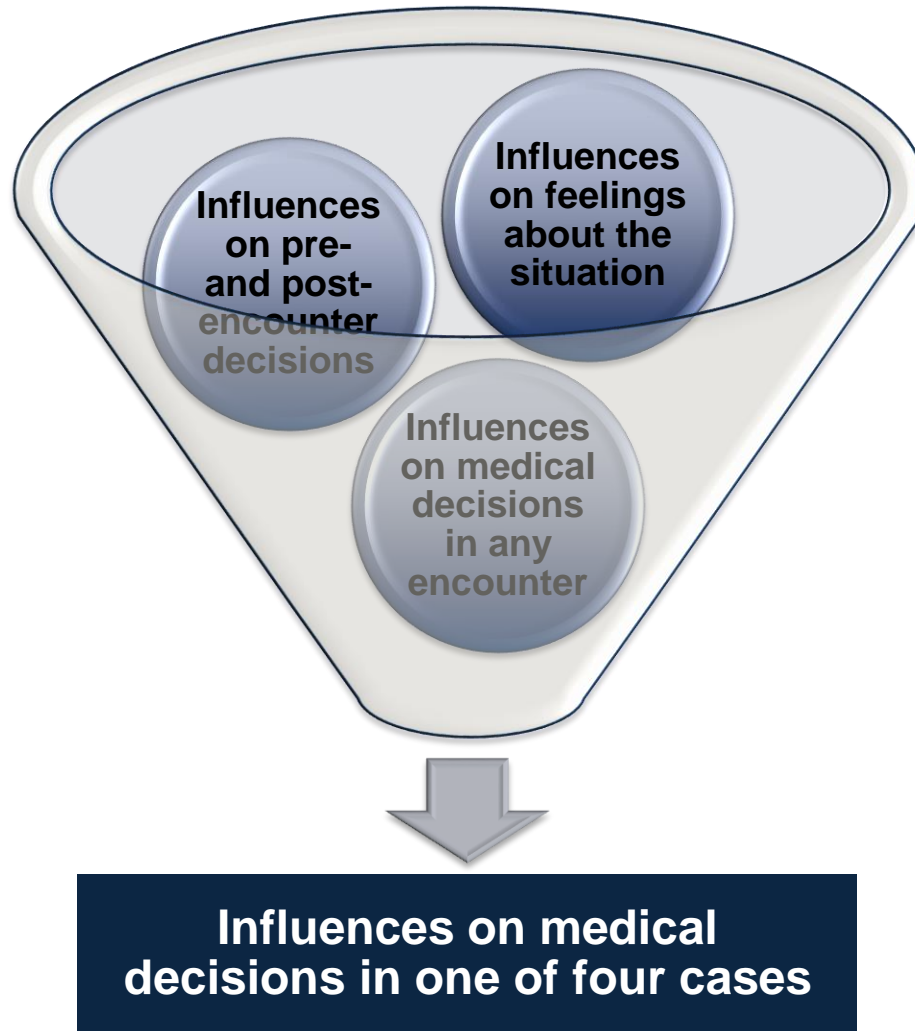 Influences
on pre-
and post-
encounter
decisions
Influences
on feelings
about the
situation
Influences
on medical
decisions
in any
encounter
Influences on medical
decisions in one of four cases